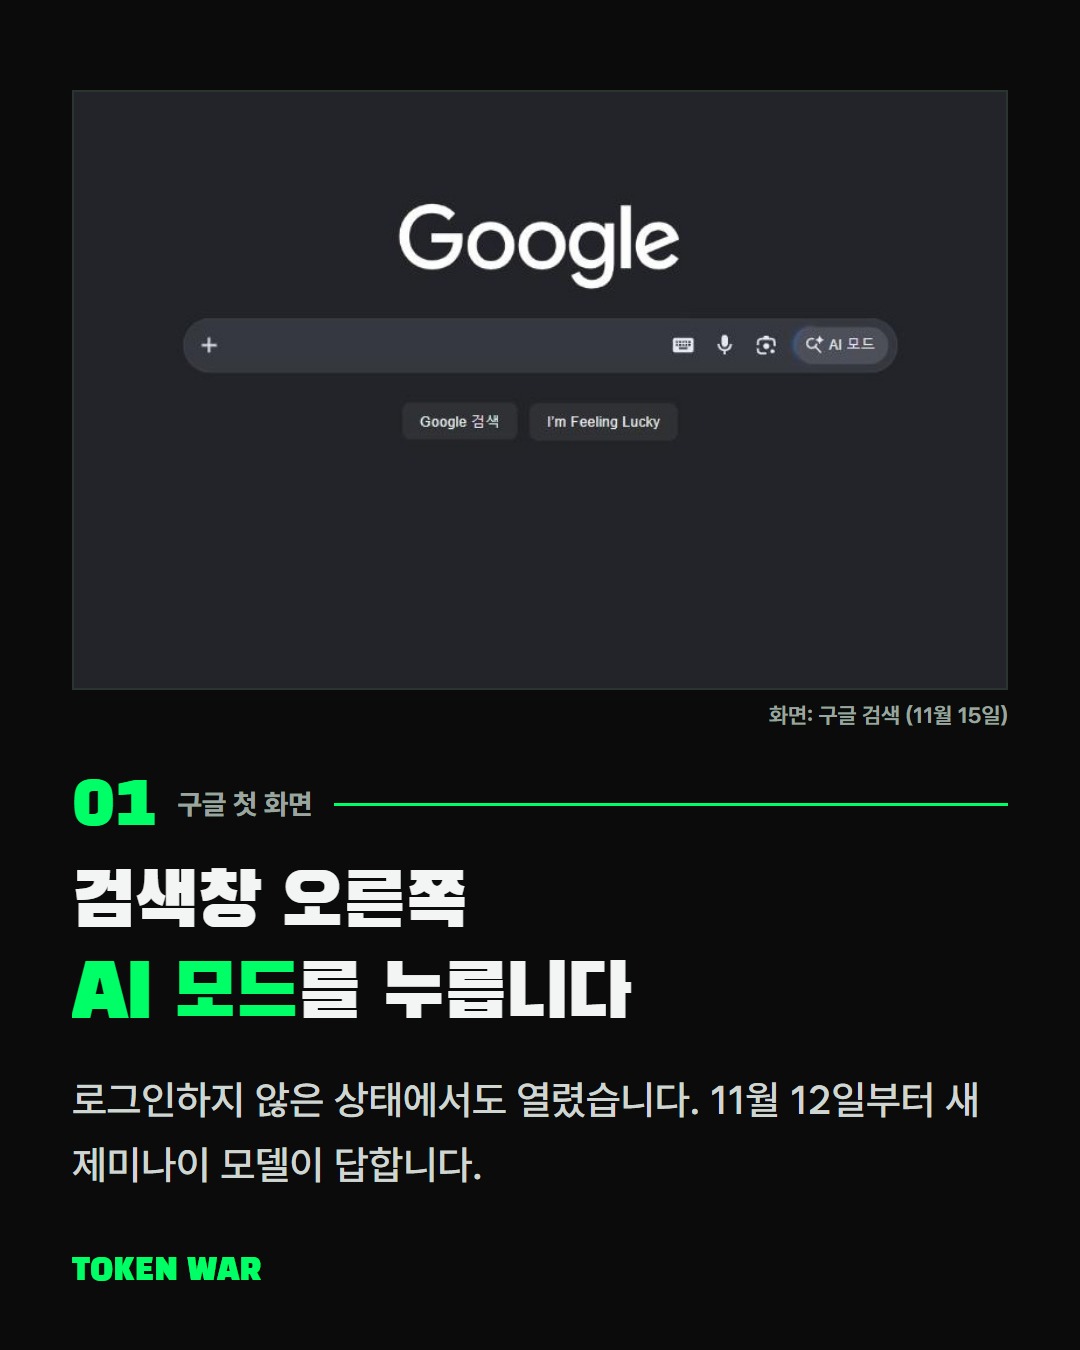 Google
AI 모드
Google 검색
I'm Feeling Lucky
화면: 구글 검색 (11월 15일)
01 구글 첫 화면
검색창 오른쪽
AI 모드를 누릅니다
로그인하지 않은 상태에서도 열렸습니다. 11월 12일부터 새
제미나이 모델이 답합니다.
TOKEN WAR